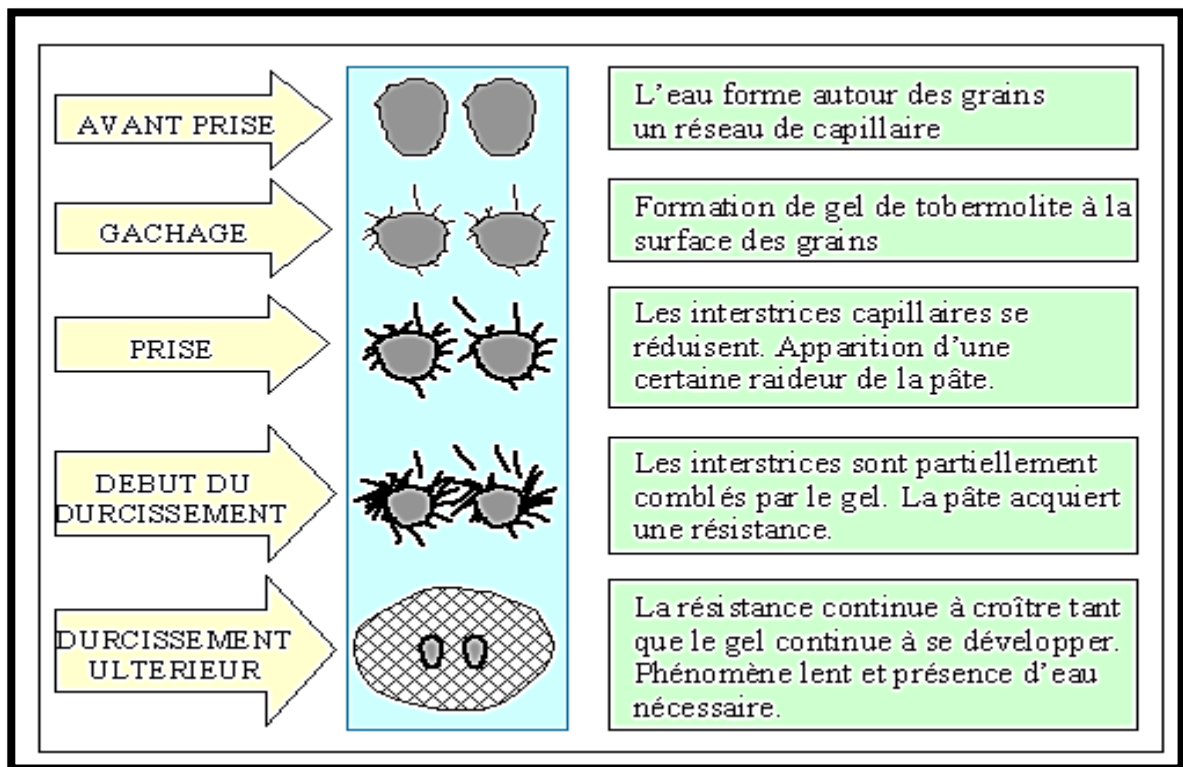 AVANT PRISE
L'eau forme autour des grains
un réseau de capillaire
GACHAGE
Formation de gel de tobermolite à la
surface des grains
PRISE
Les interstrices capillaires se
réduisent. Apparition d'une
certaine raideur de la pâte.
DEBUT DU
DURCISSEMENT
Les interstrices sont partiellement
comblés par le gel. La pâte acquiert
une résistance.
DURCISSEMENT
ULTERIEUR
La résistance continue à croître tant
que le gel continue à se développer.
Phénomène lent et présence d'eau
nécessaire.